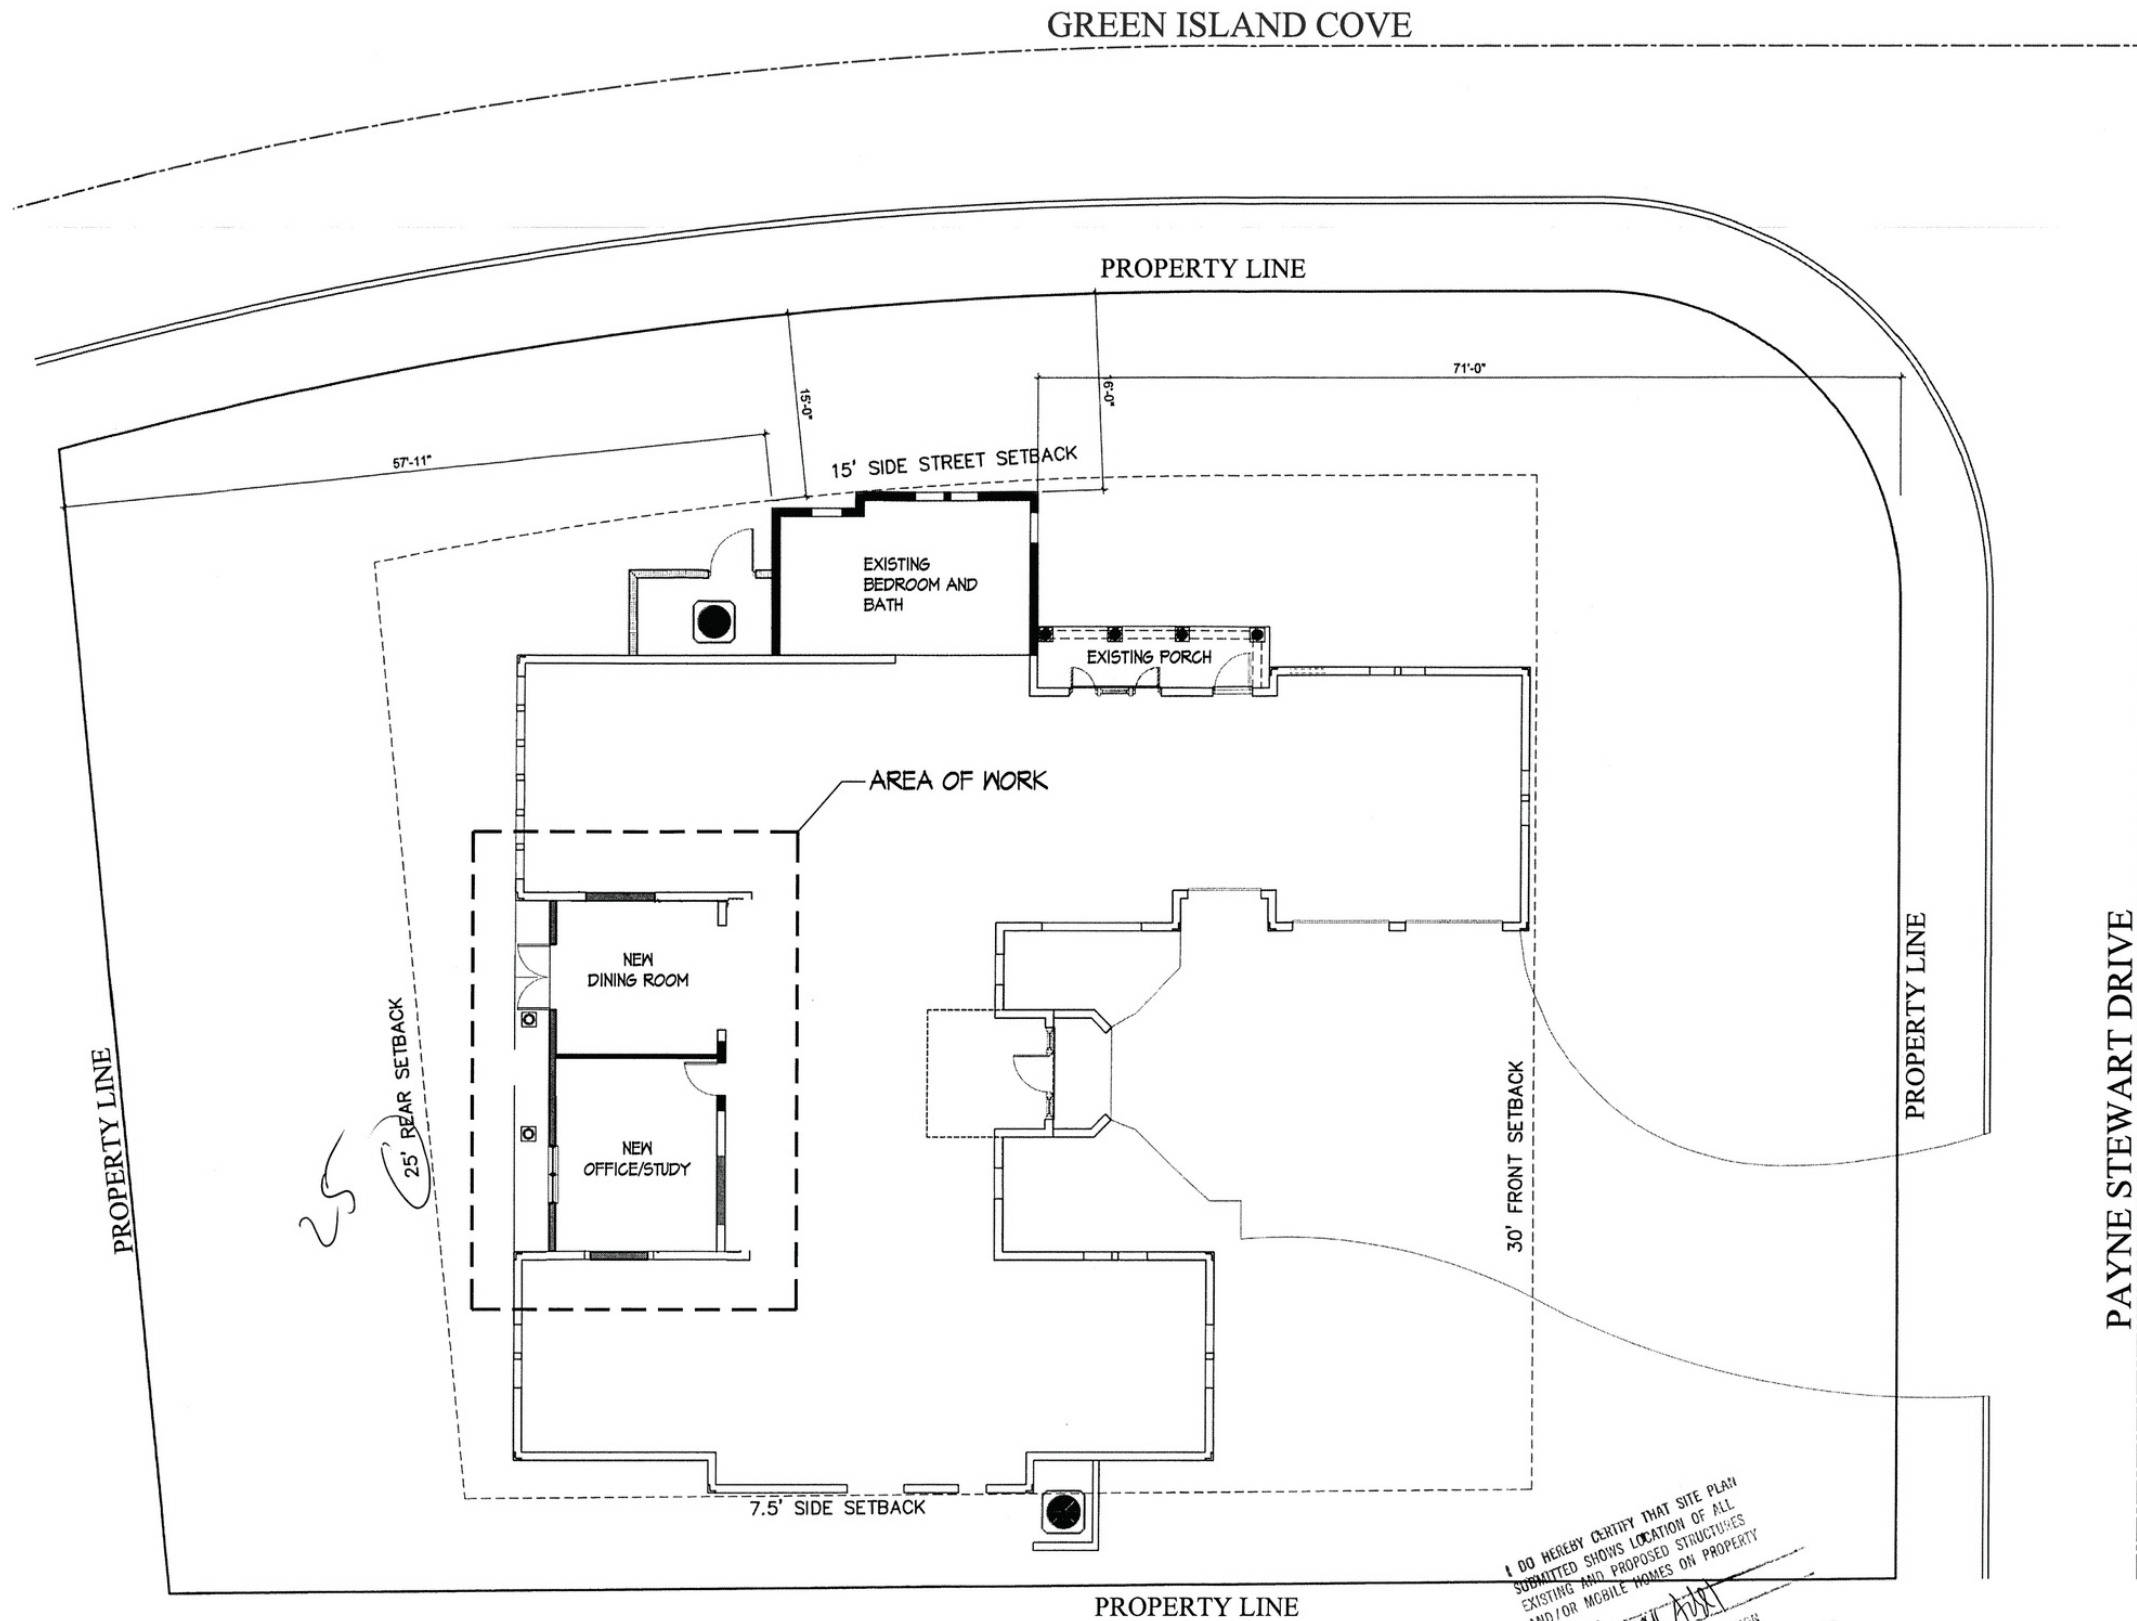 GREEN ISLAND COVE
PROPERTY LINE
71'-0"
16'-0"
15'-0"
57'-11"
15' SIDE STREET SETBACK
EXISTING
BEDROOM AND
BATH
EXISTING PORCH
AREA OF WORK
NEW
DINING ROOM
NEW
OFFICE/STUDY
25' REAR SETBACK
25
PROPERTY LINE
30' FRONT SETBACK
PROPERTY LINE
PAYNE STEWART DRIVE
7.5' SIDE SETBACK
I DO HEREBY CERTIFY THAT SITE PLAN
SUBMITTED SHOWS LOCATION OF ALL
EXISTING AND PROPOSED STRUCTURES
AND/OR MOBILE HOMES ON PROPERTY
PROPERTY LINE